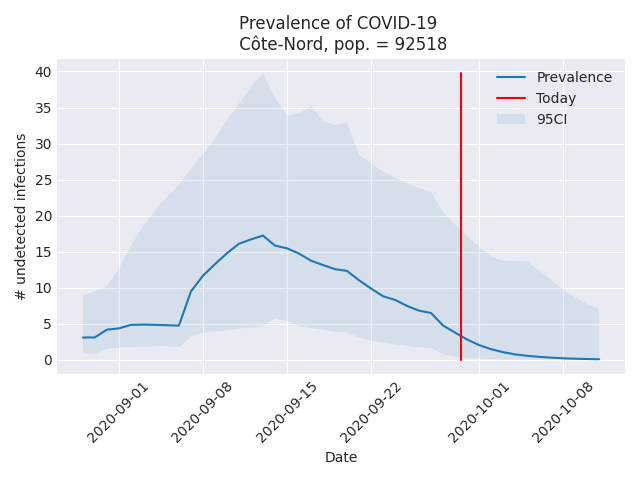 Prevalence of COVID-19
Côte-Nord, pop. = 92518
# undetected infections
40
35
30
25
20
15
10
5
0
Prevalence
Today
95CI
2020-09-01
2020-09-08
2020-09-15
2020-09-22
2020-10-01
2020-10-08
Date